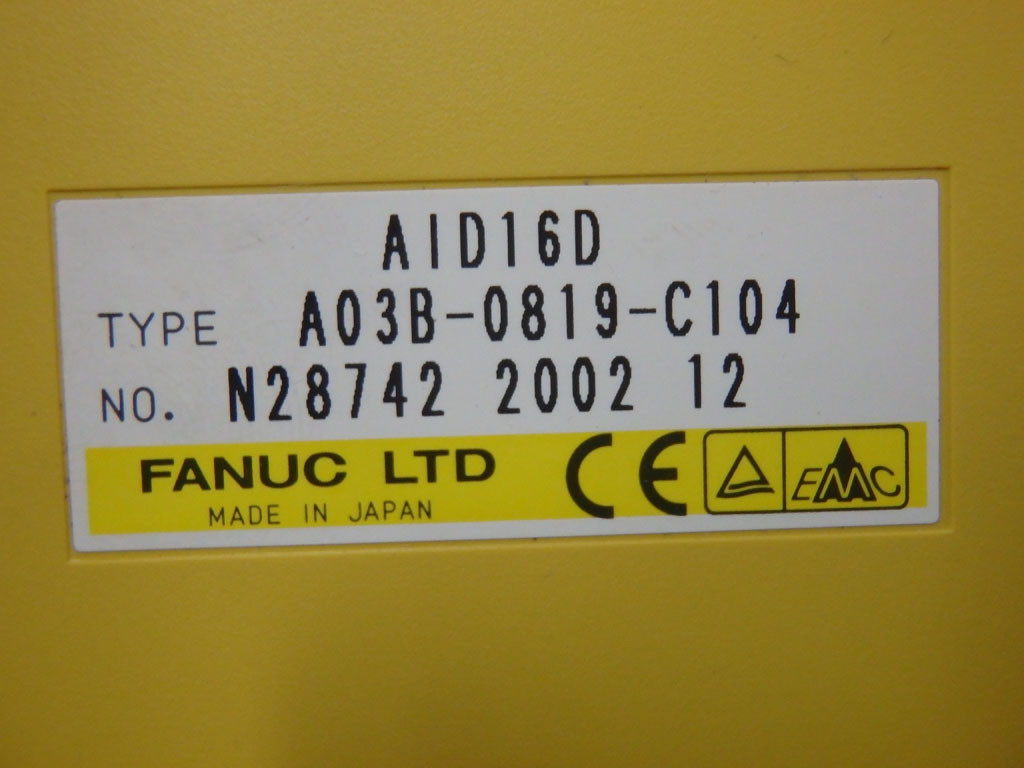 AID16D
TYPE A03B-0819-C104
NO. N28742 2002 12
FANUC LTD
MADE IN JAPAN
CE
EMC